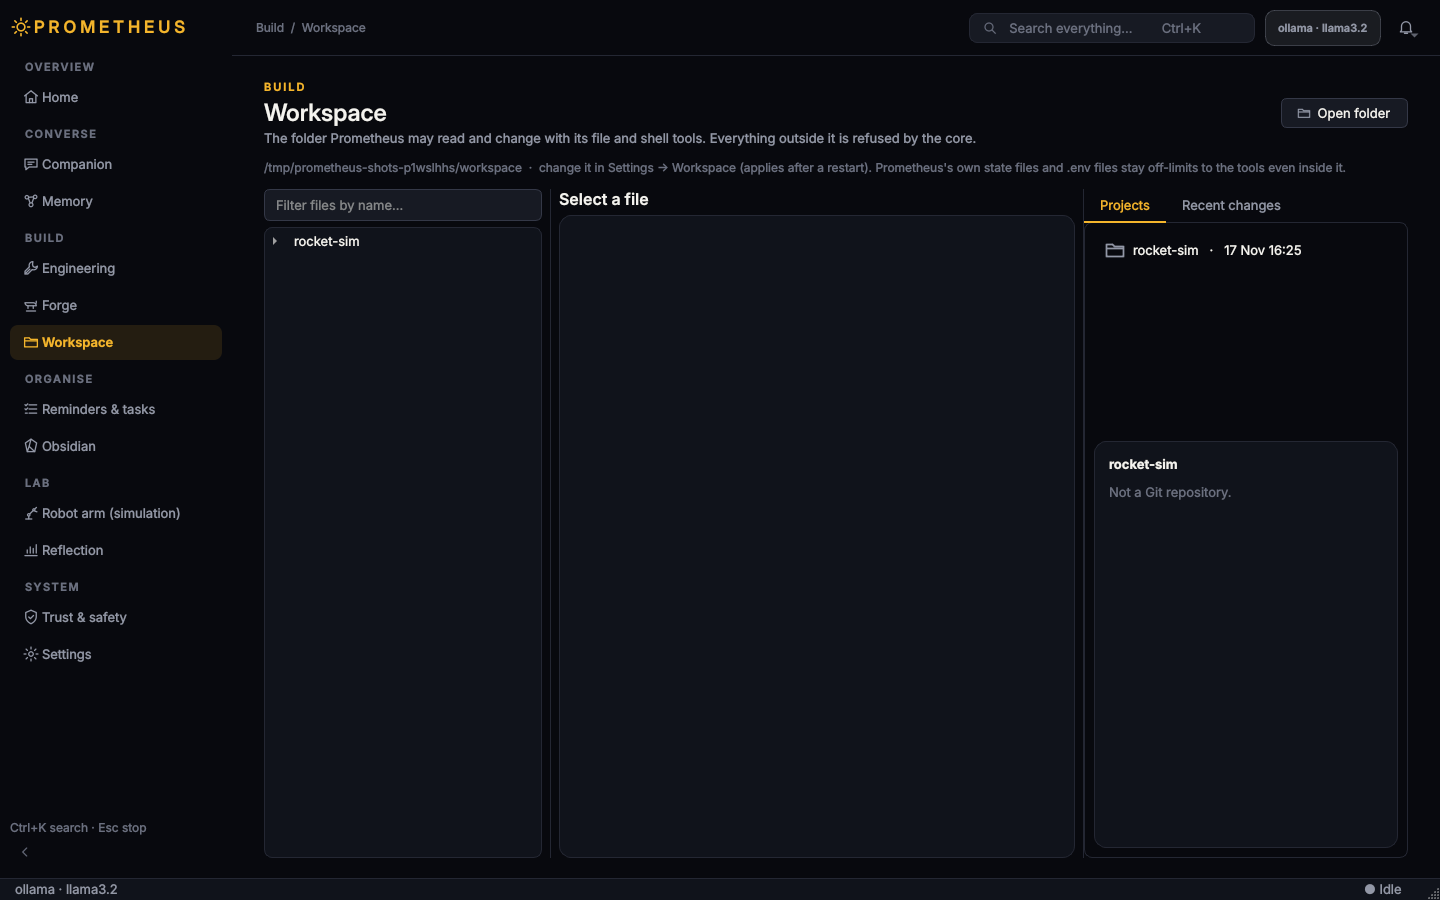 PROMETHEUS
Build / Workspace
Search everything... Ctrl+K
ollama · llama3.2
OVERVIEW
Home
CONVERSE
Companion
Memory
BUILD
Engineering
Forge
Workspace
ORGANISE
Reminders & tasks
Obsidian
LAB
Robot arm (simulation)
Reflection
SYSTEM
Trust & safety
Settings
Ctrl+K search · Esc stop
BUILD
Workspace
Open folder
The folder Prometheus may read and change with its file and shell tools. Everything outside it is refused by the core.
/tmp/prometheus-shots-p1wslhhs/workspace · change it in Settings → Workspace (applies after a restart). Prometheus's own state files and .env files stay off-limits to the tools even inside it.
Filter files by name...
rocket-sim
Select a file
Projects Recent changes
rocket-sim · 17 Nov 16:25
rocket-sim
Not a Git repository.
ollama · llama3.2
Idle